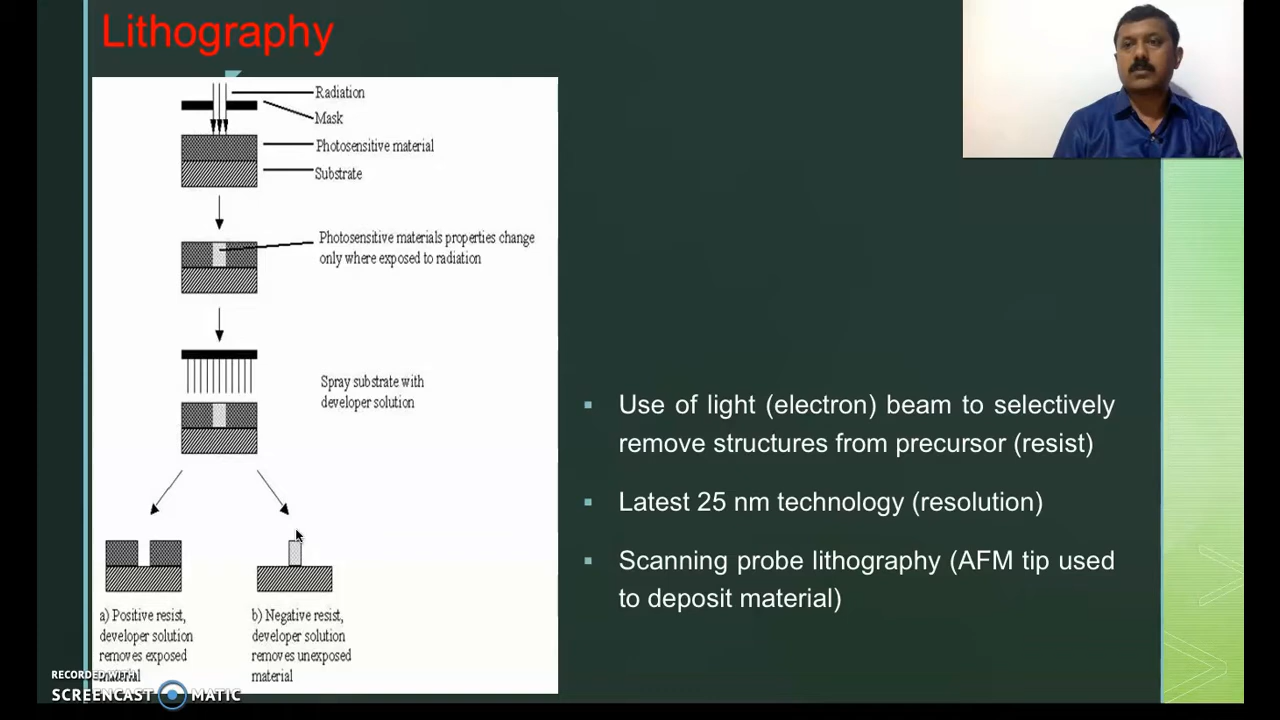 Lithography
Radiation
Mask
Photosensitive material
Substrate
Photosensitive materials properties change
only where exposed to radiation
Spray substrate with
developer solution
a) Positive resist,
developer solution
removes exposed
material
b) Negative resist,
developer solution
removes unexposed
material
Use of light (electron) beam to selectively
remove structures from precursor (resist)
Latest 25 nm technology (resolution)
Scanning probe lithography (AFM tip used
to deposit material)
RECORDED WITH
SCREENCAST MATIC